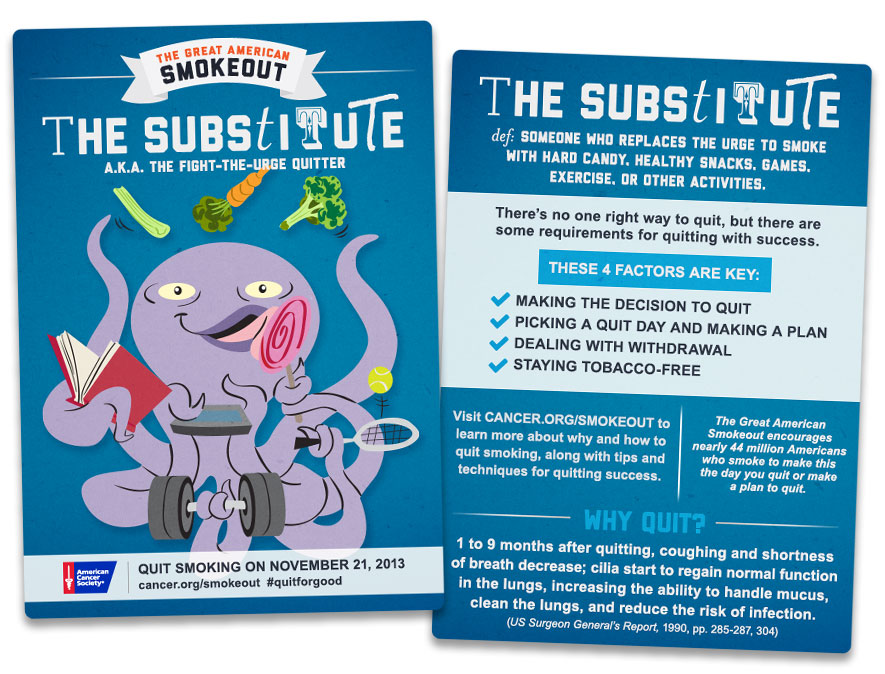 THE GREAT AMERICAN
SMOKEOUT
THE SUBSTITUTE
A.K.A. THE FIGHT-THE-URGE QUITTER
American
Cancer
Society®
QUIT SMOKING ON NOVEMBER 21, 2013
cancer.org/smokeout #quitforgood
THE SUBSTITUTE
def: SOMEONE WHO REPLACES THE URGE TO SMOKE
WITH HARD CANDY, HEALTHY SNACKS, GAMES,
EXERCISE, OR OTHER ACTIVITIES.
There's no one right way to quit, but there are
some requirements for quitting with success.
THESE 4 FACTORS ARE KEY:
MAKING THE DECISION TO QUIT
PICKING A QUIT DAY AND MAKING A PLAN
DEALING WITH WITHDRAWAL
STAYING TOBACCO-FREE
Visit CANCER.ORG/SMOKEOUT to
learn more about why and how to
quit smoking, along with tips and
techniques for quitting success.
The Great American
Smokeout encourages
nearly 44 million Americans
who smoke to make this
the day you quit or make
a plan to quit.
WHY QUIT?
1 to 9 months after quitting, coughing and shortness
of breath decrease; cilia start to regain normal function
in the lungs, increasing the ability to handle mucus,
clean the lungs, and reduce the risk of infection.
(US Surgeon General's Report, 1990, pp. 285-287, 304)